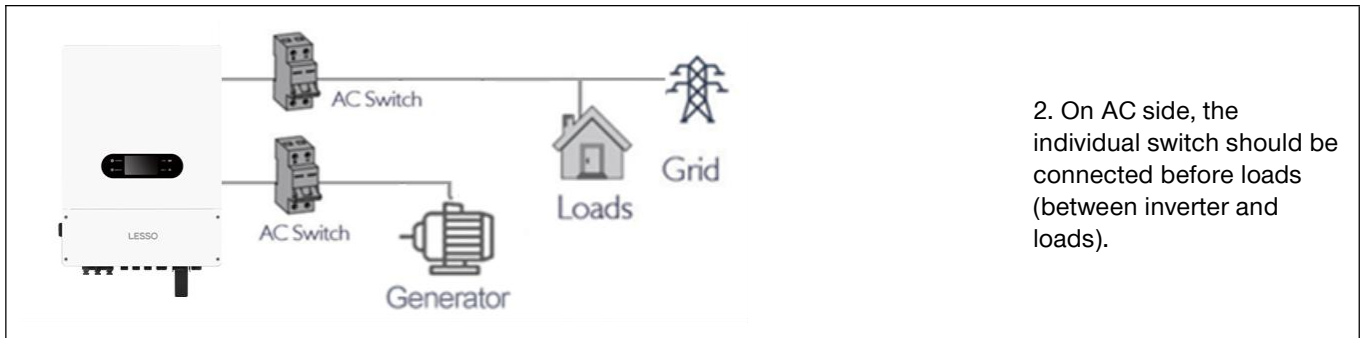 AC Switch
Grid
Loads
AC Switch
Generator
LESSO
2. On AC side, the
individual switch should be
connected before loads
(between inverter and
loads).